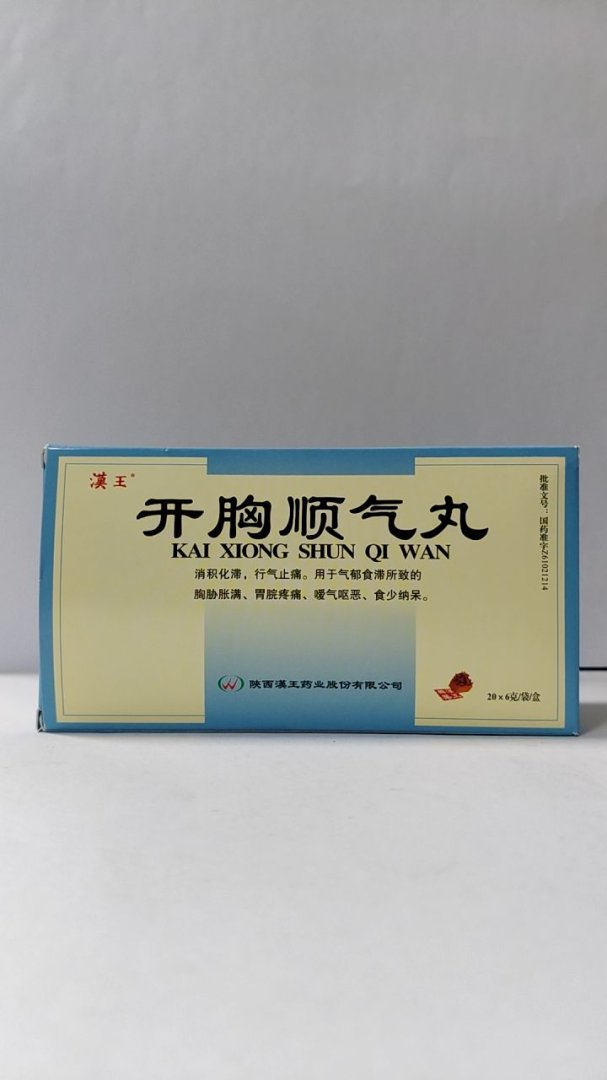 漢王®
开胸顺气丸
KAI XIONG SHUN QI WAN
消积化滞，行气止痛。用于气郁食滞所致的
胸胁胀满、胃脘疼痛、嗳气呕恶、食少纳呆。
批准文号：国药准字Z61021214
陕西漢王药业股份有限公司
20×6克/袋/盒